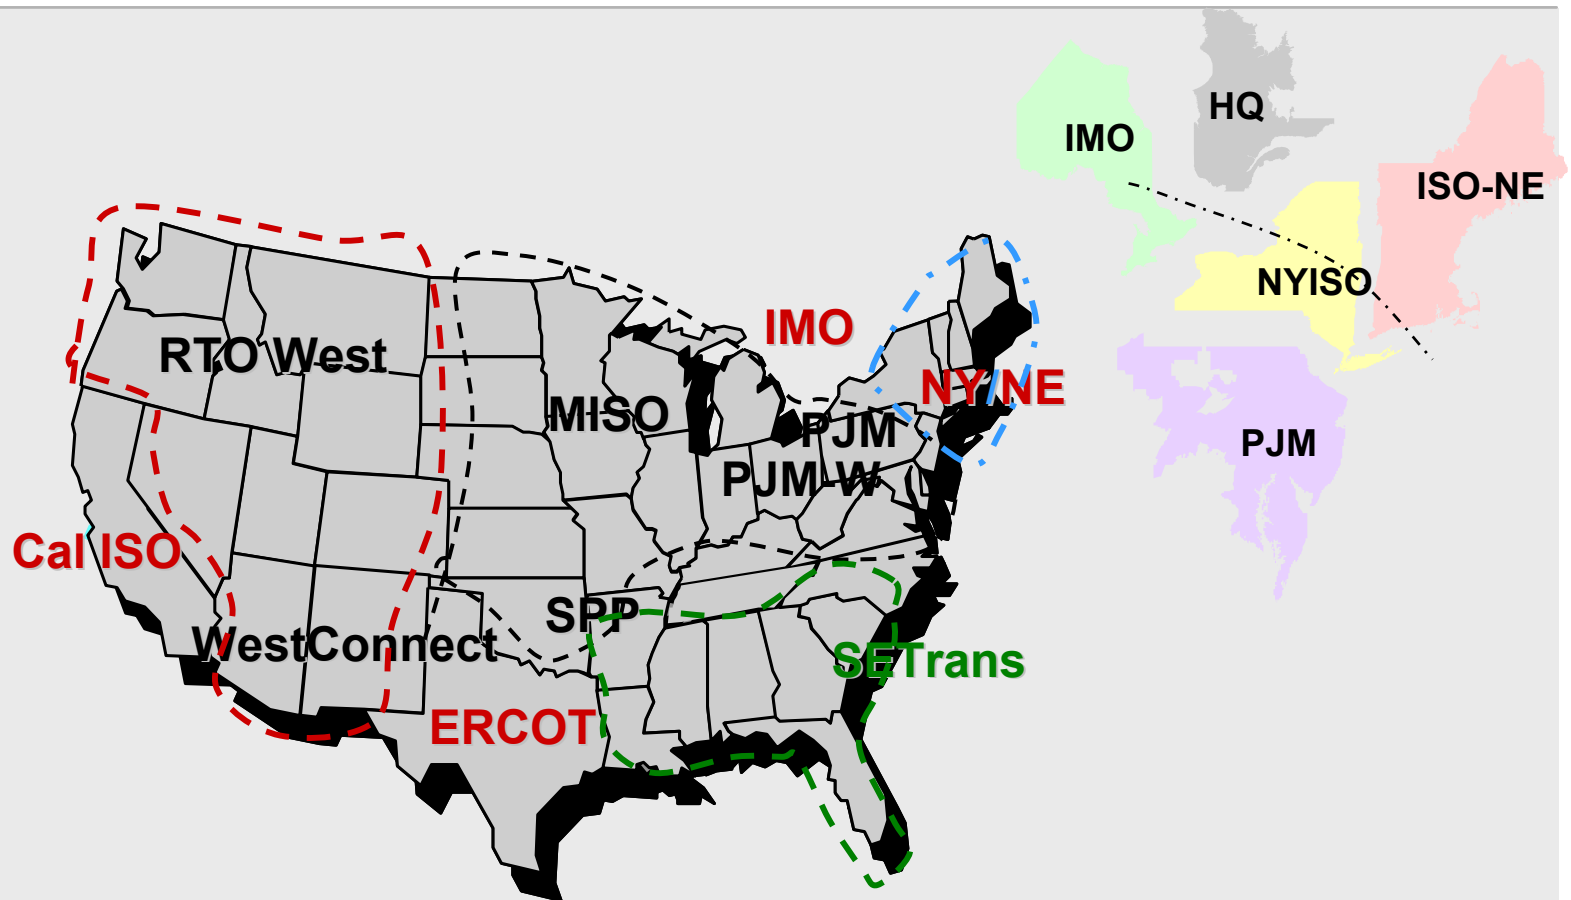 HQ
IMO
ISO-NE
NYISO
IMO
RTO West
NY/NE
MISO
PJM
PJM
PJM-W
Cal ISO
SPP
WestConnect
SETrans
ERCOT